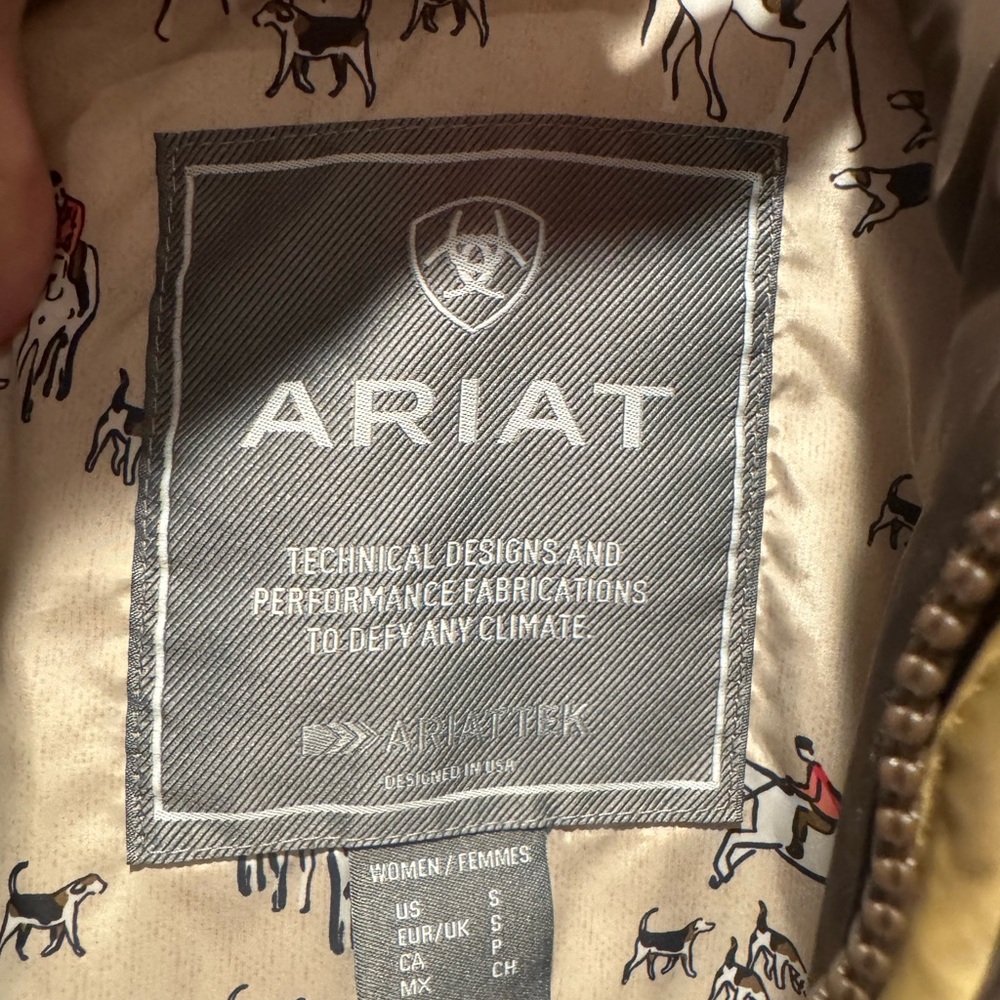 ARIAT
TECHNICAL DESIGNS AND
PERFORMANCE FABRICATIONS
TO DEFY ANY CLIMATE.
ARIATTEK
DESIGNED IN USA
WOMEN / FEMMES
US S
EUR/UK S
CA P
MX CH